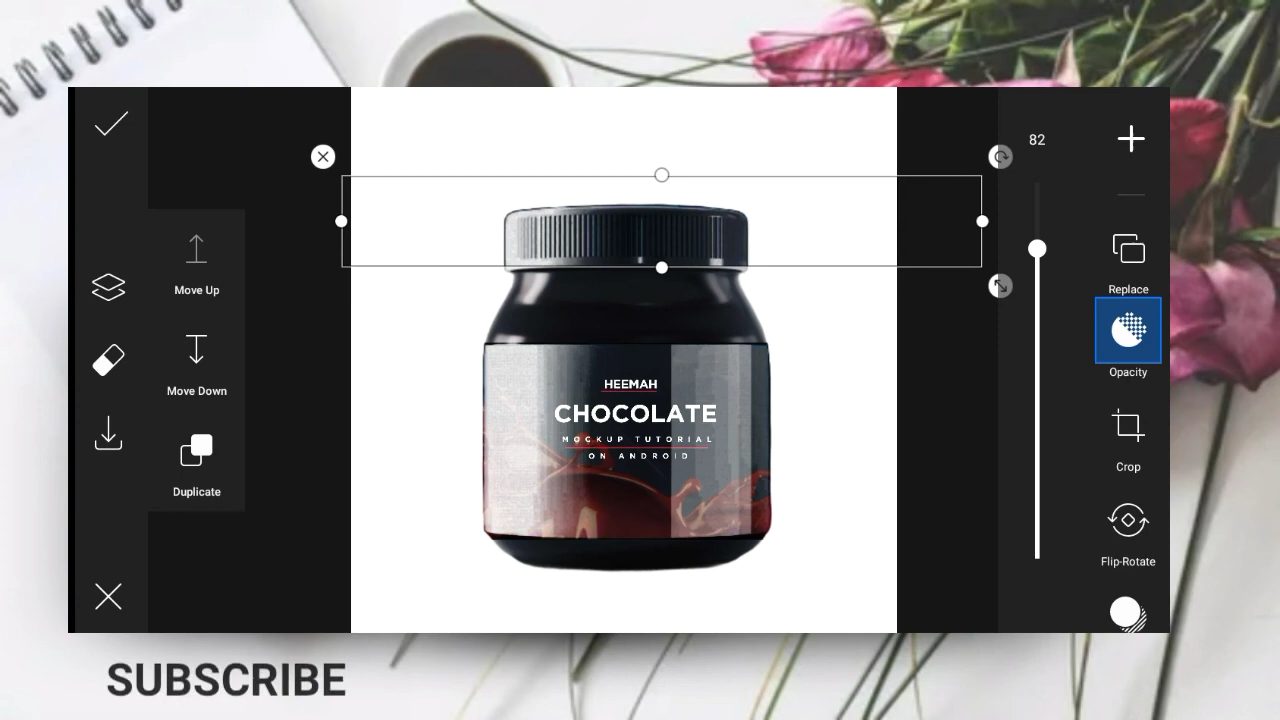 82
Move Up
Replace
Opacity
Move Down
HEEMAH
CHOCOLATE
MOCKUP TUTORIAL
ON ANDROID
Crop
Duplicate
Flip-Rotate
SUBSCRIBE